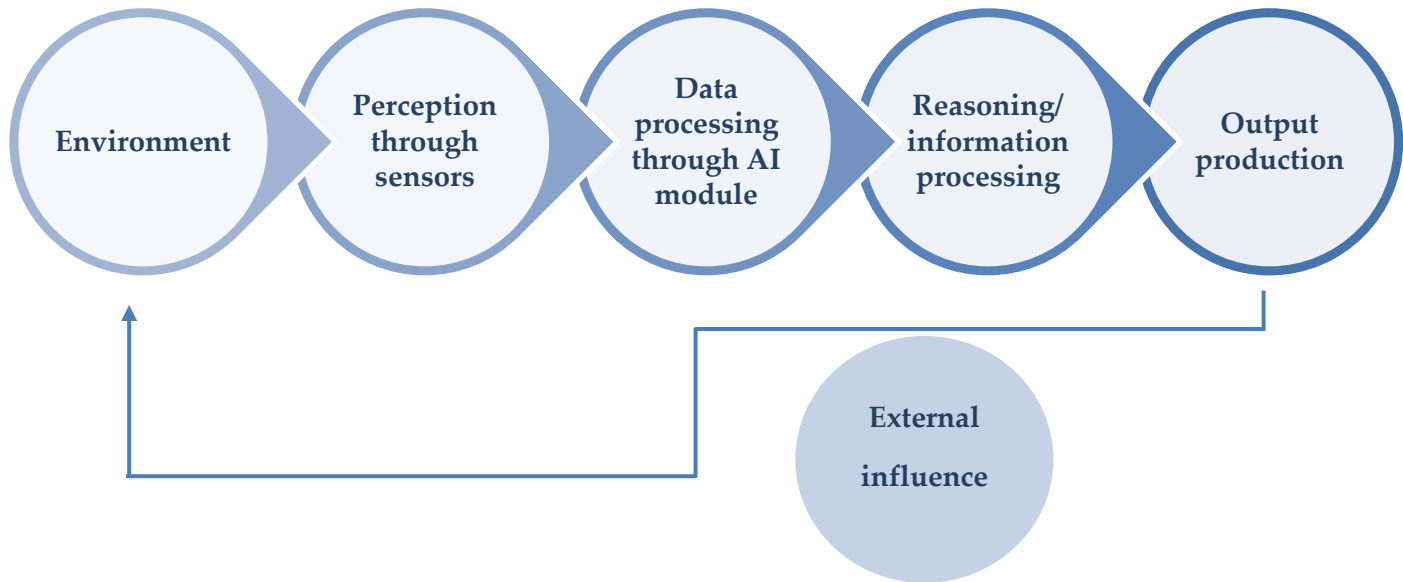 Environment
Perception
through
sensors
Data
processing
through AI
module
Reasoning/
information
processing
Output
production
External
influence